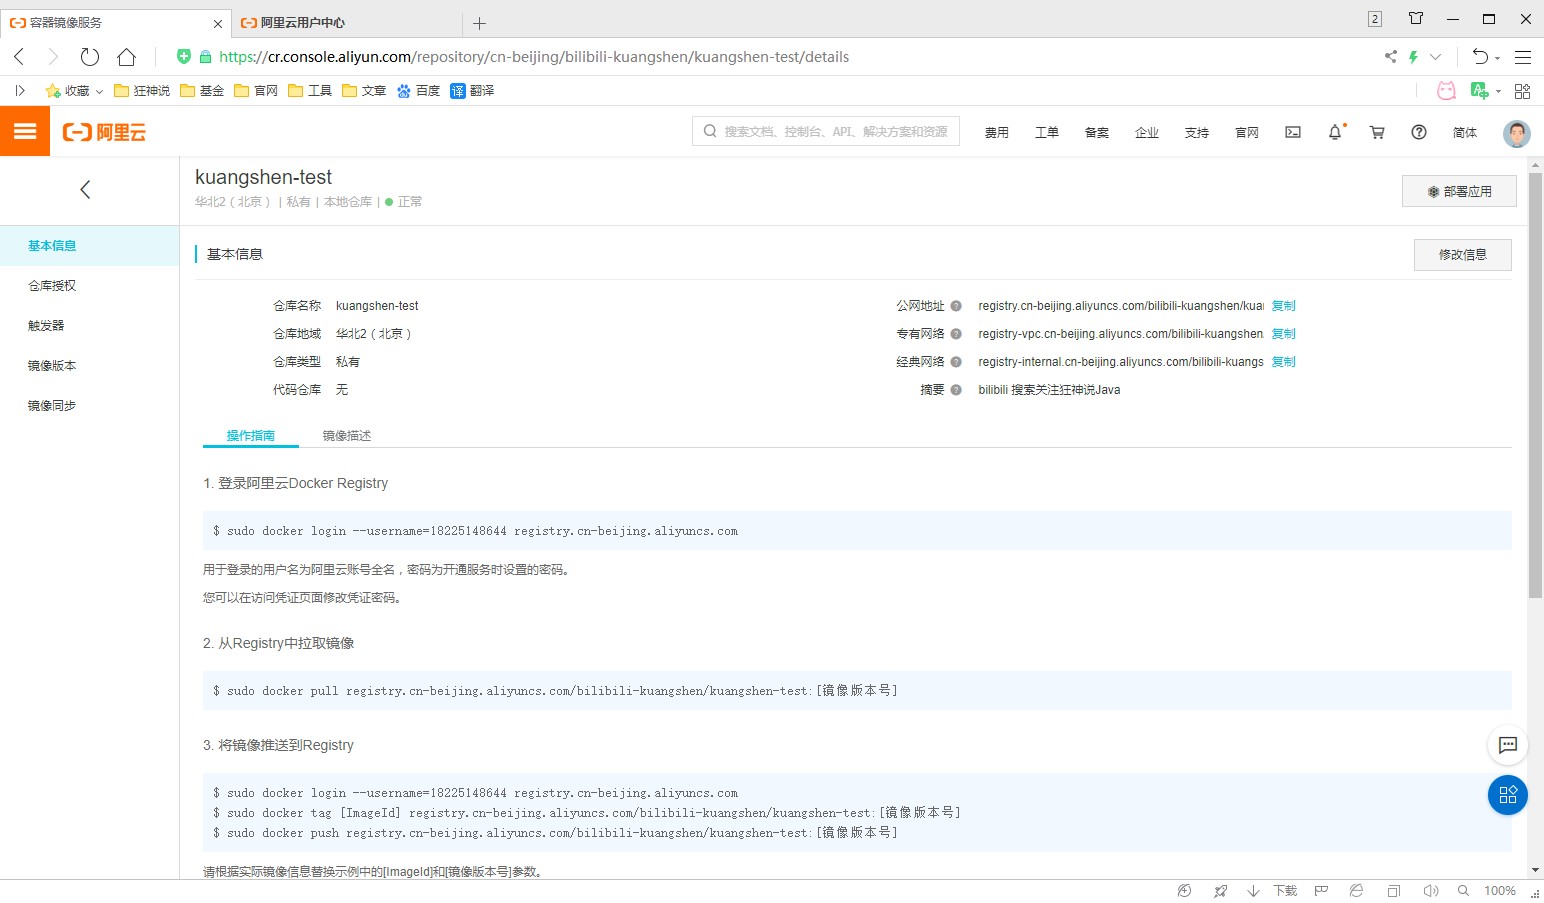 容器镜像服务
阿里云用户中心
2
https://cr.console.aliyun.com/repository/cn-beijing/bilibili-kuangshen/kuangshen-test/details
收藏 狂神说 基金 官网 工具 文章 百度 译 翻译
阿里云
搜索文档、控制台、API、解决方案和资源
费用 工单 备案 企业 支持 官网 简体
kuangshen-test
华北2（北京） | 私有 | 本地仓库 | 正常
部署应用
基本信息
仓库授权
触发器
镜像版本
镜像同步
基本信息
修改信息
仓库名称 kuangshen-test
仓库地域 华北2（北京）
仓库类型 私有
代码仓库 无
公网地址 registry.cn-beijing.aliyuncs.com/bilibili-kuangshen/kuan 复制
专有网络 registry-vpc.cn-beijing.aliyuncs.com/bilibili-kuangshen 复制
经典网络 registry-internal.cn-beijing.aliyuncs.com/bilibili-kuangs 复制
摘要 bilibili 搜索关注狂神说Java
操作指南 镜像描述
1. 登录阿里云Docker Registry
$ sudo docker login --username=18225148644 registry.cn-beijing.aliyuncs.com
用于登录的用户名为阿里云账号全名，密码为开通服务时设置的密码。
您可以在访问凭证页面修改凭证密码。
2. 从Registry中拉取镜像
$ sudo docker pull registry.cn-beijing.aliyuncs.com/bilibili-kuangshen/kuangshen-test:[镜像版本号]
3. 将镜像推送到Registry
$ sudo docker login --username=18225148644 registry.cn-beijing.aliyuncs.com
$ sudo docker tag [ImageId] registry.cn-beijing.aliyuncs.com/bilibili-kuangshen/kuangshen-test:[镜像版本号]
$ sudo docker push registry.cn-beijing.aliyuncs.com/bilibili-kuangshen/kuangshen-test:[镜像版本号]
请根据实际镜像信息替换示例中的[ImageId]和[镜像版本号]参数。
下载 100%